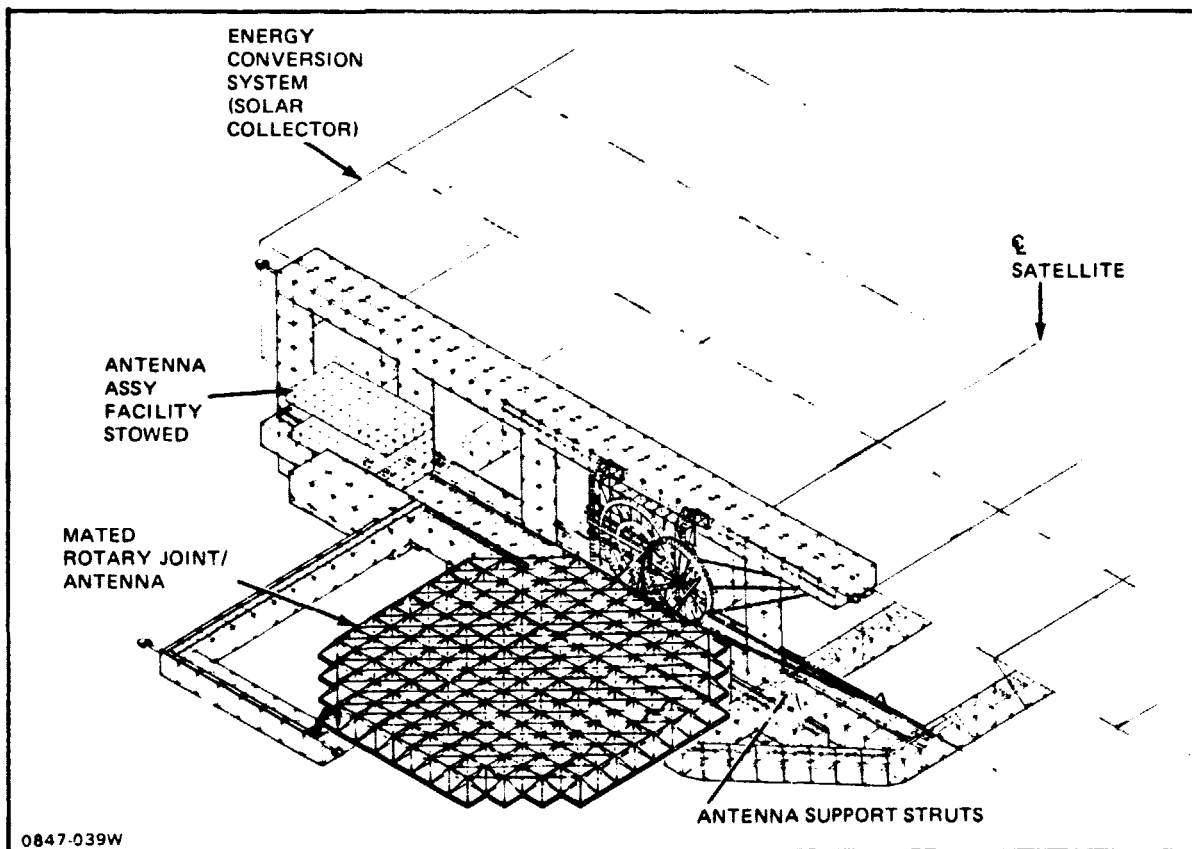 ENERGY
CONVERSION
SYSTEM
(SOLAR
COLLECTOR)
℄
SATELLITE
ANTENNA
ASSY
FACILITY
STOWED
MATED
ROTARY JOINT/
ANTENNA
ANTENNA SUPPORT STRUTS
0847-039W